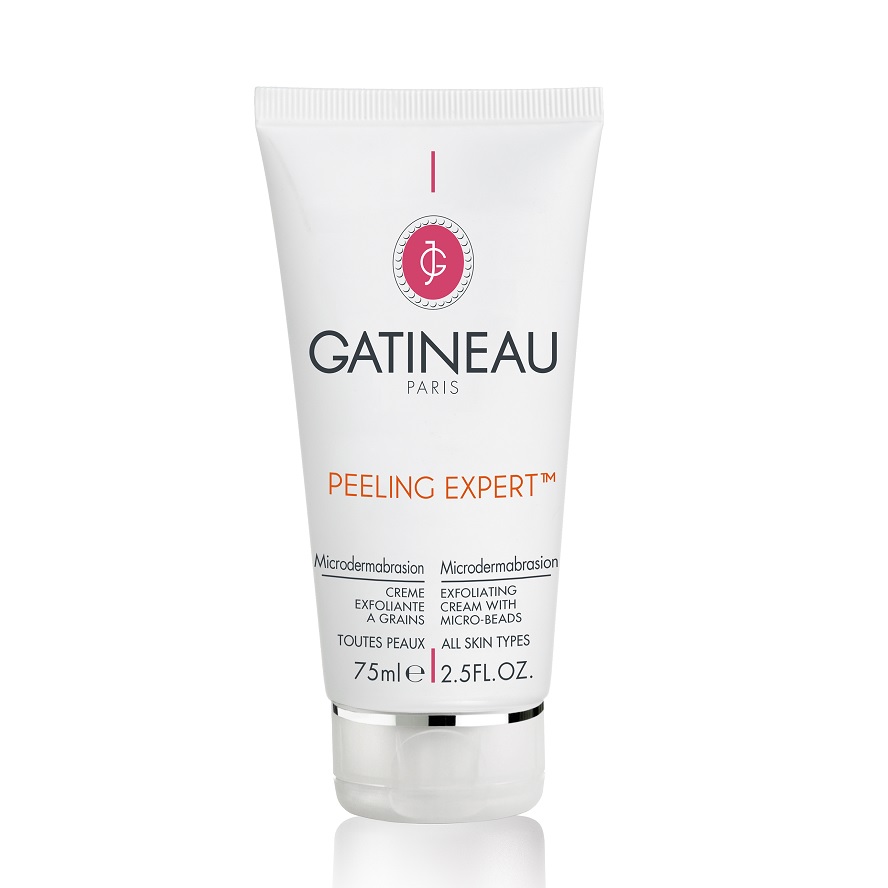 JG
GATINEAU
PARIS
PEELING EXPERT™
Microdermabrasion
CREME
EXFOLIANTE
A GRAINS
TOUTES PEAUX
75ml℮
Microdermabrasion
EXFOLIATING
CREAM WITH
MICRO-BEADS
ALL SKIN TYPES
2.5FL.OZ.